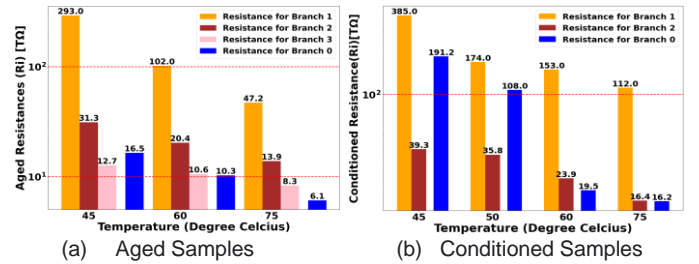 293.0
Resistance for Branch 1
Resistance for Branch 2
Resistance for Branch 3
Resistance for Branch 0
Aged Resistances (Ri) [TΩ]
10²
102.0
47.2
31.3
20.4
16.5
13.9
12.7
10.6
10.3
10¹
8.3
6.1
45 60 75
Temperature (Degree Celcius)
(a) Aged Samples
385.0
Resistance for Branch 1
Resistance for Branch 2
Resistance for Branch 0
Conditioned Resistance(Ri)[TΩ]
191.2
174.0
153.0
108.0
112.0
10²
39.3
35.8
23.9
19.5
16.4 16.2
45 50 60 75
Temperature (Degree Celcius)
(b) Conditioned Samples